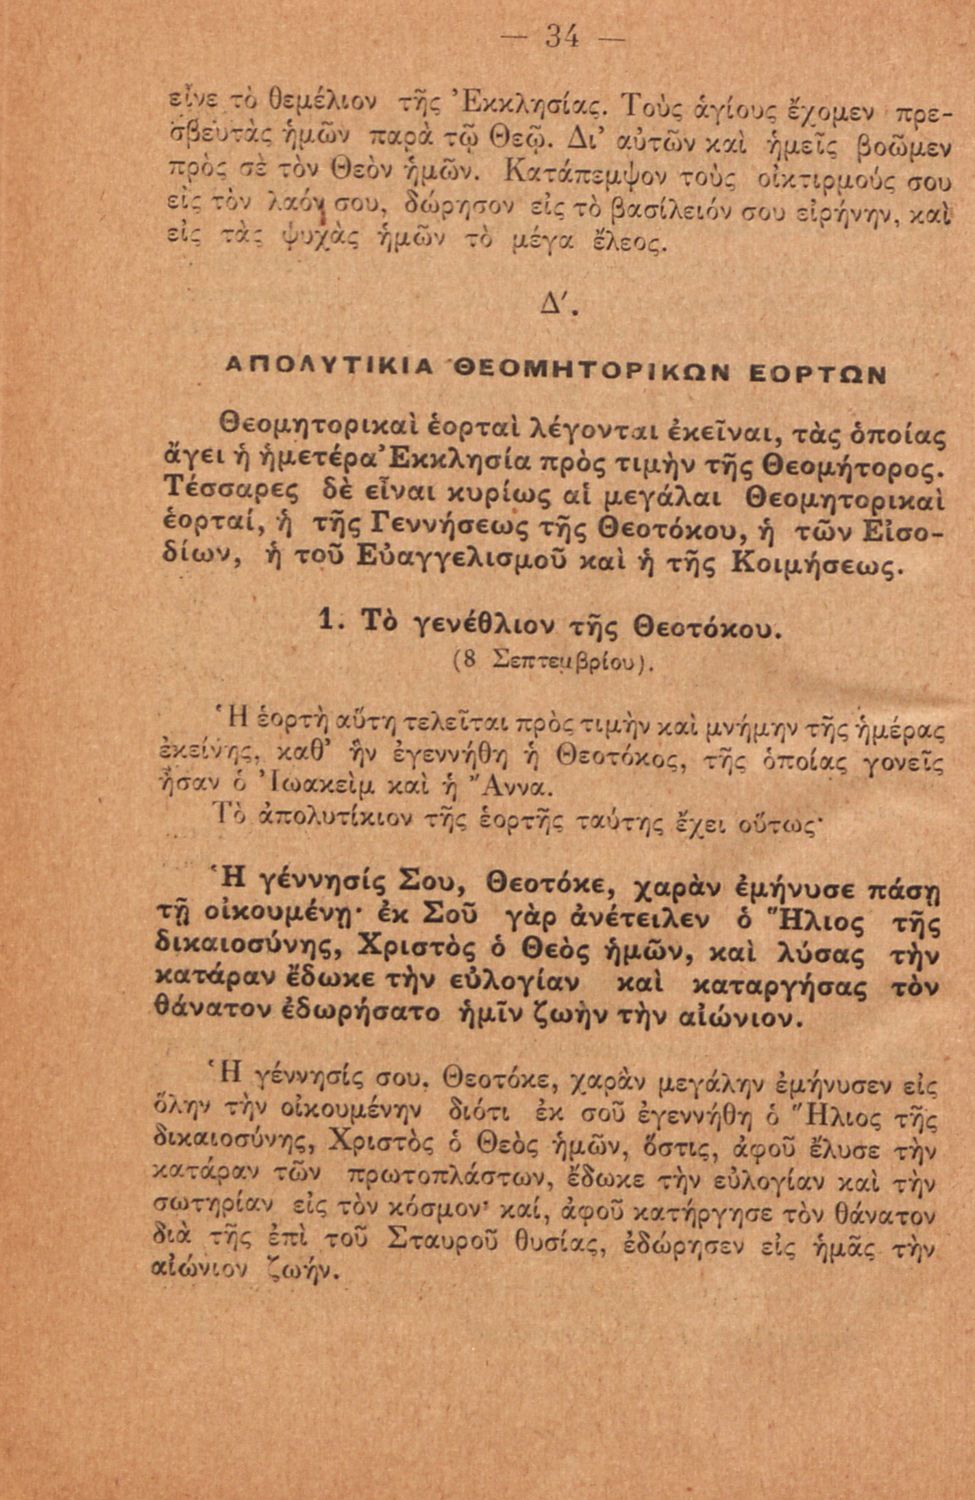 — 34 —
εἶνε τὸ θεμέλιον τῆς Ἐκκλησίας. Τοὺς ἁγίους ἔχομεν πρε-
σβευτὰς ἡμῶν παρὰ τῷ Θεῷ. Δι' αὐτῶν καὶ ἡμεῖς βοῶμεν
πρὸς σὲ τὸν Θεὸν ἡμῶν. Κατάπεμψον τοὺς οἰκτιρμούς σου
εἰς τὸν λαόν σου, δώρησον εἰς τὸ βασίλειόν σου εἰρήνην, καὶ
εἰς τὰς ψυχὰς ἡμῶν τὸ μέγα ἔλεος.
Δ'.
ΑΠΟΛΥΤΙΚΙΑ ΘΕΟΜΗΤΟΡΙΚΩΝ ΕΟΡΤΩΝ
Θεομητορικαὶ ἑορταὶ λέγονται ἐκεῖναι, τὰς ὁποίας
ἄγει ἡ ἡμετέρα Ἐκκλησία πρὸς τιμὴν τῆς Θεομήτορος.
Τέσσαρες δὲ εἶναι κυρίως αἱ μεγάλαι Θεομητορικαὶ
ἑορταί, ἡ τῆς Γεννήσεως τῆς Θεοτόκου, ἡ τῶν Εἰσο-
δίων, ἡ τοῦ Εὐαγγελισμοῦ καὶ ἡ τῆς Κοιμήσεως.
1. Τὸ γενέθλιον τῆς Θεοτόκου.
(8 Σεπτεμβρίου).
Ἡ ἑορτὴ αὕτη τελεῖται πρὸς τιμὴν καὶ μνήμην τῆς ἡμέρας
ἐκείνης, καθ' ἣν ἐγεννήθη ἡ Θεοτόκος, τῆς ὁποίας γονεῖς
ἦσαν ὁ Ἰωακεὶμ καὶ ἡ Ἄννα.
Τὸ ἀπολυτίκιον τῆς ἑορτῆς ταύτης ἔχει οὕτως·
Ἡ γέννησίς Σου, Θεοτόκε, χαρὰν ἐμήνυσε πάσῃ
τῇ οἰκουμένῃ· ἐκ Σοῦ γὰρ ἀνέτειλεν ὁ Ἥλιος τῆς
δικαιοσύνης, Χριστὸς ὁ Θεὸς ἡμῶν, καὶ λύσας τὴν
κατάραν ἔδωκε τὴν εὐλογίαν καὶ καταργήσας τὸν
θάνατον ἐδωρήσατο ἡμῖν ζωὴν τὴν αἰώνιον.
Ἡ γέννησίς σου, Θεοτόκε, χαρὰν μεγάλην ἐμήνυσεν εἰς
ὅλην τὴν οἰκουμένην διότι ἐκ σοῦ ἐγεννήθη ὁ Ἥλιος τῆς
δικαιοσύνης, Χριστὸς ὁ Θεὸς ἡμῶν, ὅστις, ἀφοῦ ἔλυσε τὴν
κατάραν τῶν πρωτοπλάστων, ἔδωκε τὴν εὐλογίαν καὶ τὴν
σωτηρίαν εἰς τὸν κόσμον· καί, ἀφοῦ κατήργησε τὸν θάνατον
διὰ τῆς ἐπὶ τοῦ Σταυροῦ θυσίας, ἐδώρησεν εἰς ἡμᾶς τὴν
αἰώνιον ζωήν.